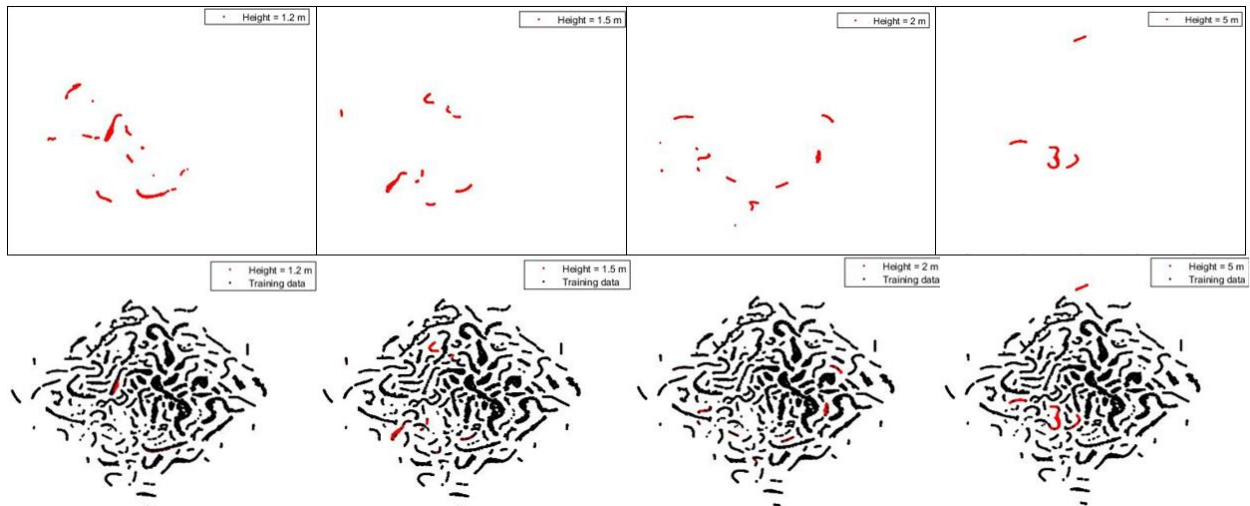 Height = 1.2 m
Height = 1.5 m
Height = 2 m
Height = 5 m
Height = 1.2 m
Training data
Height = 1.5 m
Training data
Height = 2 m
Training data
Height = 5 m
Training data